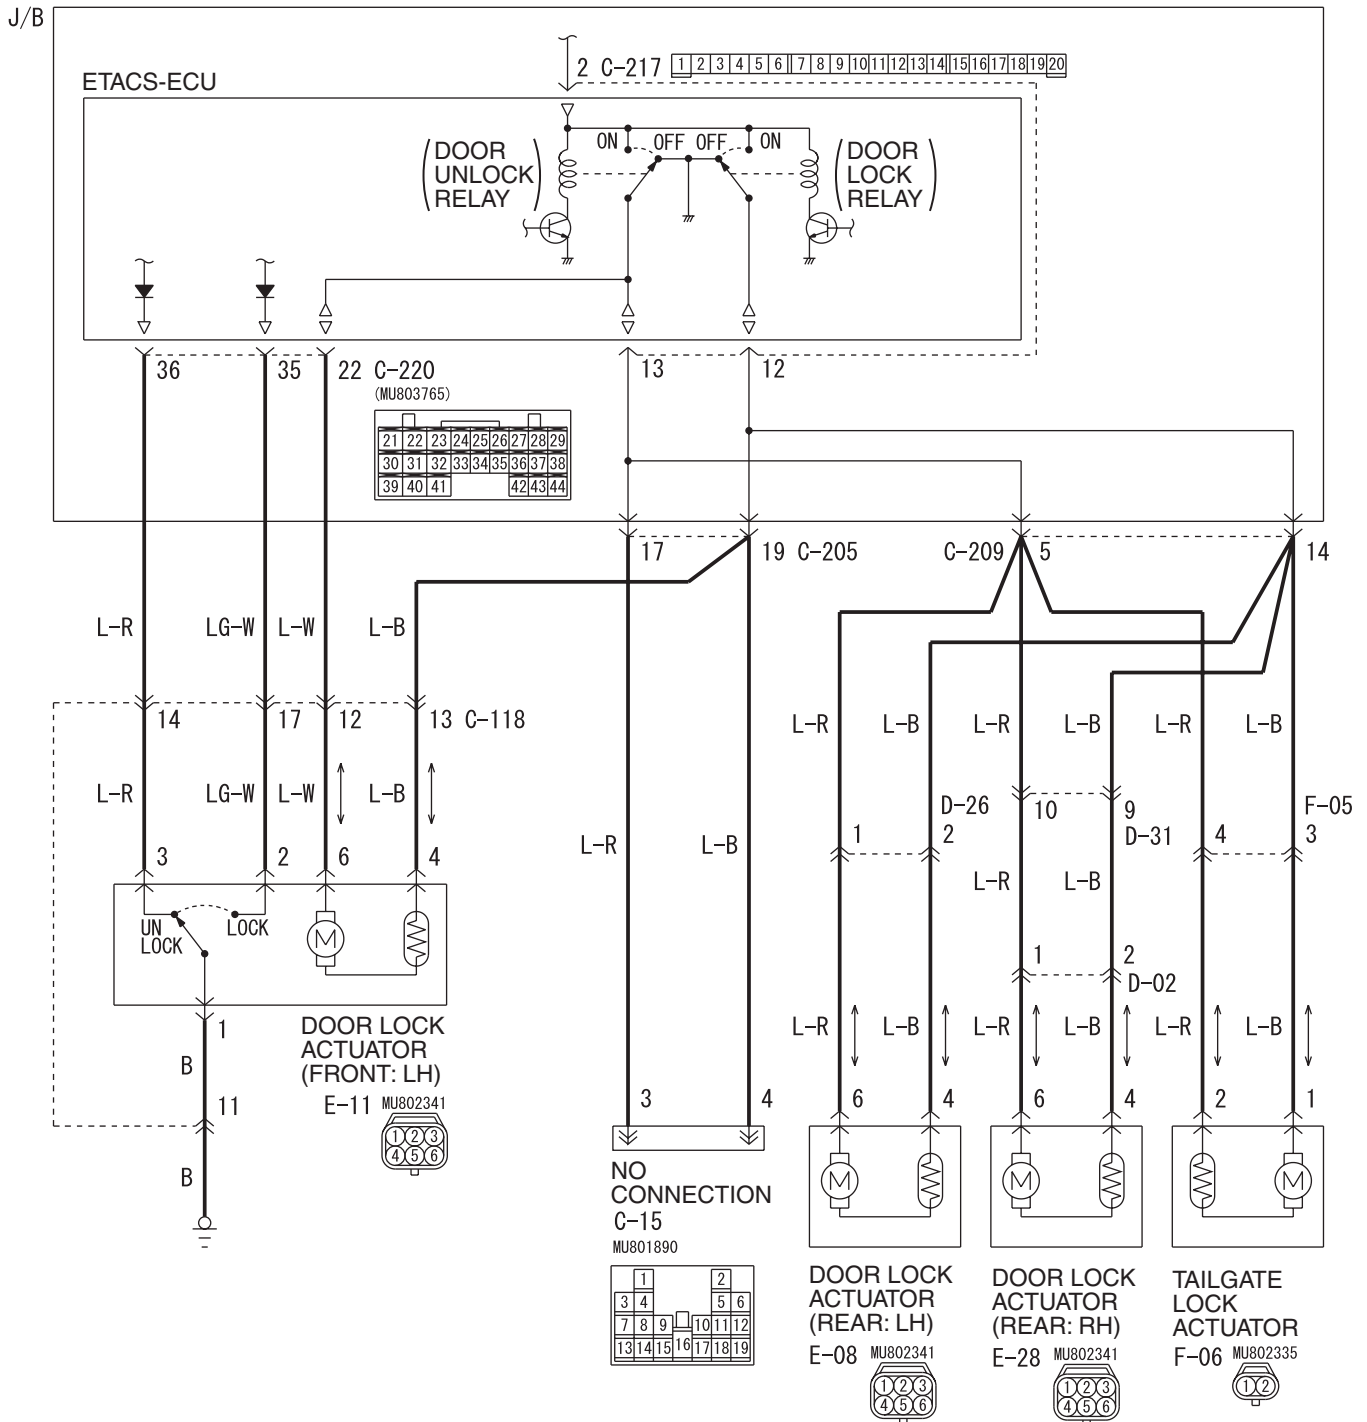 J/B
2 C-217 1 2 3 4 5 6 7 8 9 10 11 12 13 14 15 16 17 18 19 20
ETACS-ECU
ON OFF OFF ON
(DOOR
UNLOCK
RELAY)
(DOOR
LOCK
RELAY)
36 35 22 C-220 13 12
(MU803765)
21 22 23 24 25 26 27 28 29
30 31 32 33 34 35 36 37 38
39 40 41 42 43 44
17 19 C-205 C-209 5 14
L-R LG-W L-W L-B
14 17 12 13 C-118
L-R L-B L-R L-B L-R L-B
L-R LG-W L-W L-B
D-26 10 9 F-05
1 2 D-31 4 3
L-R L-B
3 2 6 4
L-R L-B
UN
LOCK
LOCK
M
1 2
D-02
1
DOOR LOCK
ACTUATOR
(FRONT: LH)
L-R L-B L-R L-B L-R L-B
B
11
E-11 MU802341
1 2 3
4 5 6
3 4 6 4 6 4 2 1
B
NO
CONNECTION
C-15
MU801890
1 2
3 4 5 6
7 8 9 10 11 12
13 14 15 16 17 18 19
M M M
DOOR LOCK
ACTUATOR
(REAR: LH)
E-08 MU802341
1 2 3
4 5 6
DOOR LOCK
ACTUATOR
(REAR: RH)
E-28 MU802341
1 2 3
4 5 6
TAILGATE
LOCK
ACTUATOR
F-06 MU802335
1 2